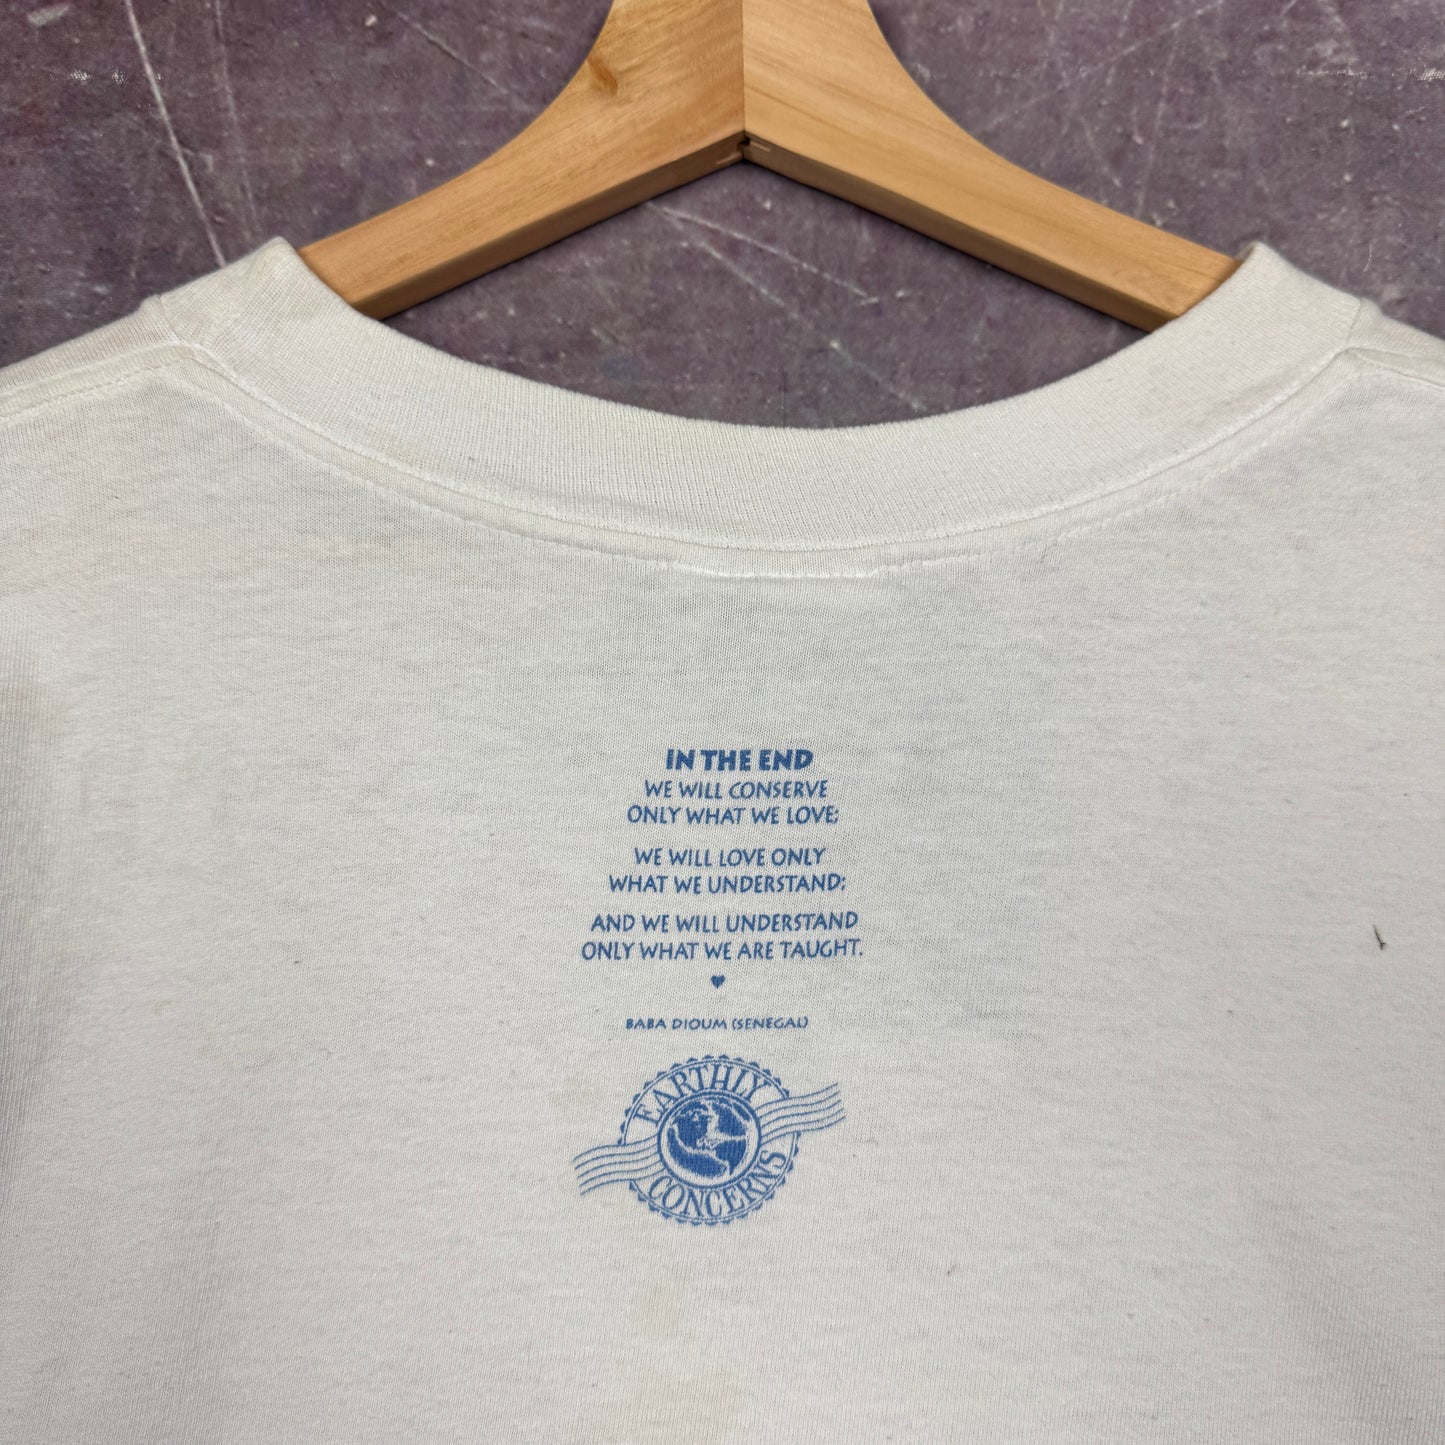 IN THE END
WE WILL CONSERVE
ONLY WHAT WE LOVE;
WE WILL LOVE ONLY
WHAT WE UNDERSTAND;
AND WE WILL UNDERSTAND
ONLY WHAT WE ARE TAUGHT.
BABA DIOUM (SENEGAL)
EARTHLY
CONCERNS